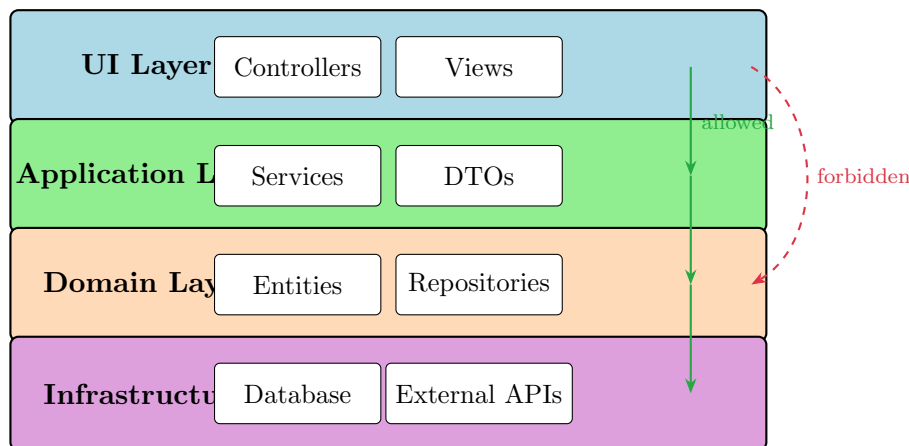 UI Layer
Controllers
Views
allowed
Application L
Services
DTOs
forbidden
Domain Lay
Entities
Repositories
Infrastructu
Database
External APIs